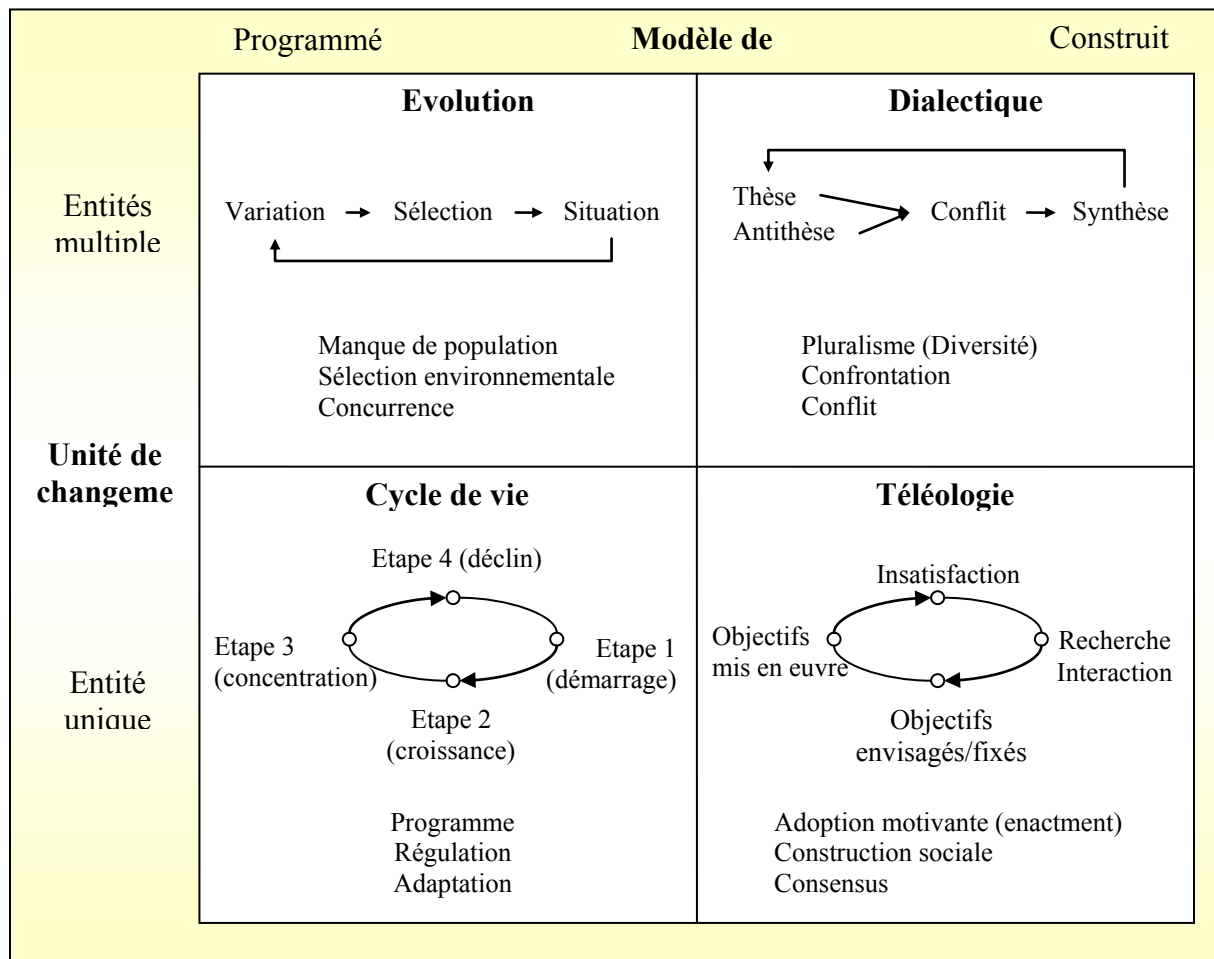 Programmé
Modèle de
Construit
Evolution
Dialectique
Entités
multiple
Variation
Sélection
Situation
Thèse
Antithèse
Conflit
Synthèse
Manque de population
Sélection environnementale
Concurrence
Pluralisme (Diversité)
Confrontation
Conflit
Unité de
changeme
Cycle de vie
Téléologie
Etape 4 (déclin)
Etape 3
(concentration)
Etape 1
(démarrage)
Etape 2
(croissance)
Insatisfaction
Objectifs
mis en euvre
Recherche
Interaction
Objectifs
envisagés/fixés
Entité
unique
Programme
Régulation
Adaptation
Adoption motivante (enactment)
Construction sociale
Consensus